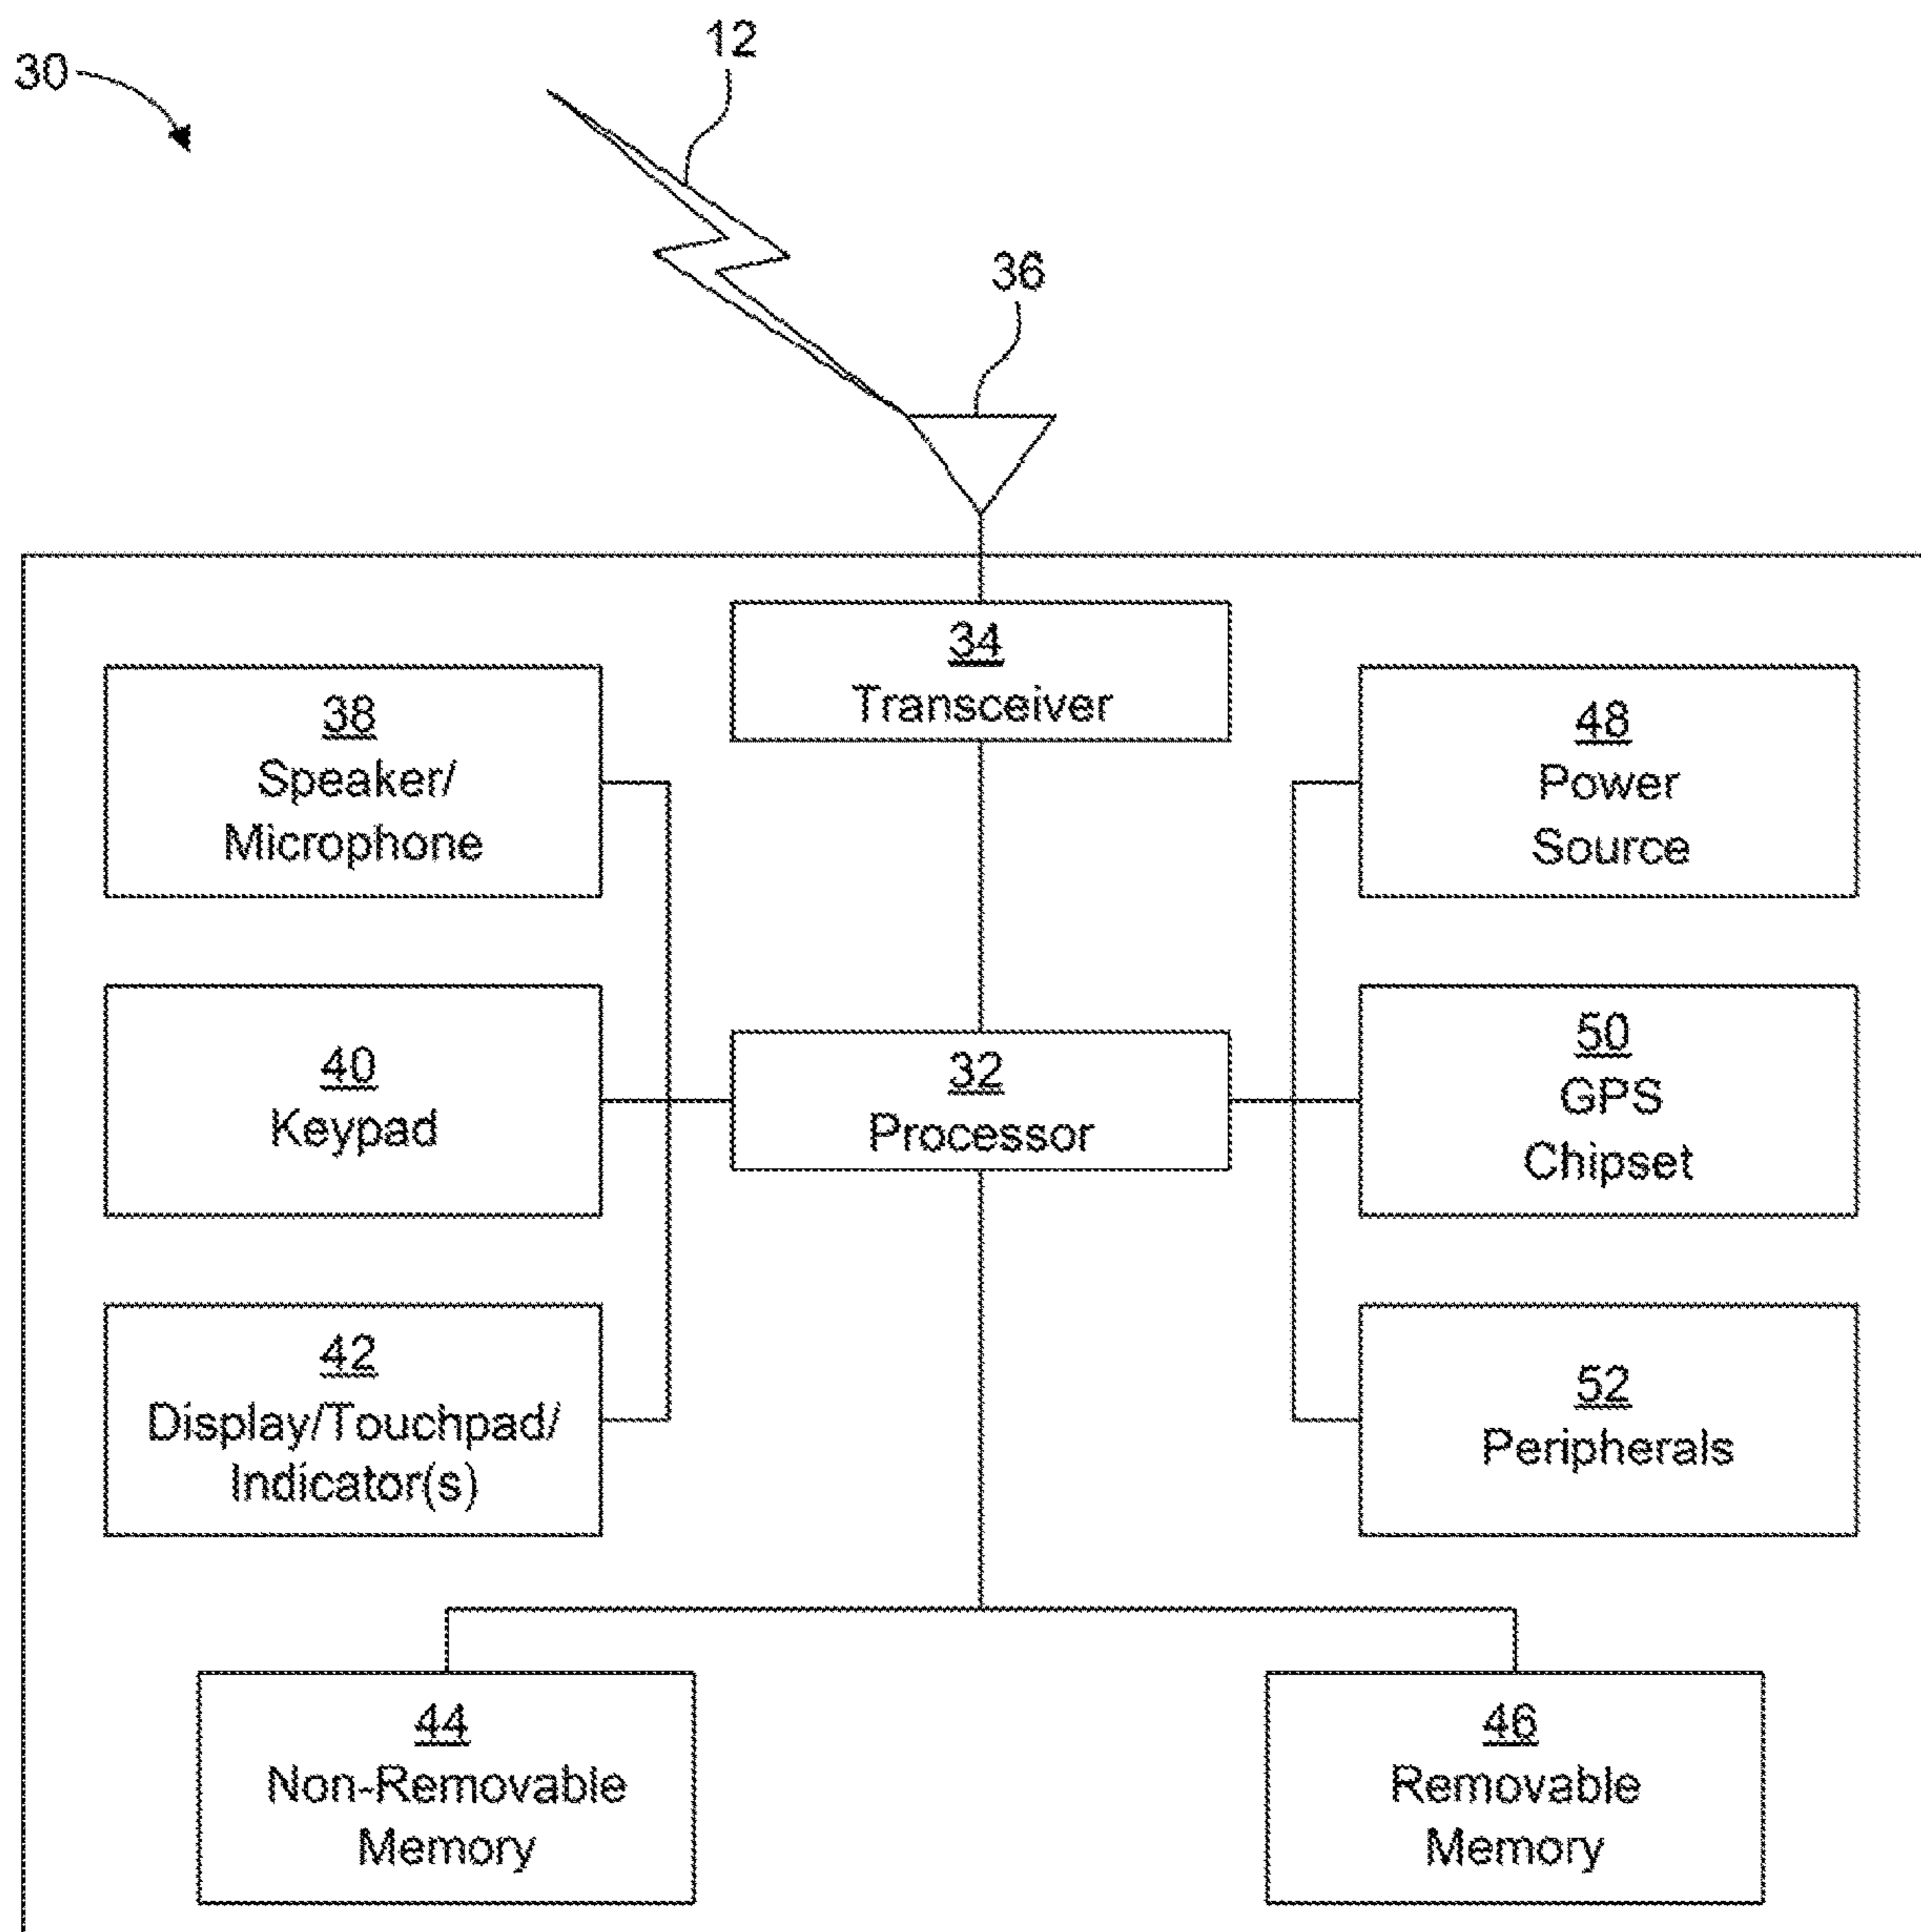 12
30
36
34
Transceiver
38
Speaker/
Microphone
48
Power
Source
40
Keypad
32
Processor
50
GPS
Chipset
42
Display/Touchpad/
Indicator(s)
52
Peripherals
44
Non-Removable
Memory
46
Removable
Memory